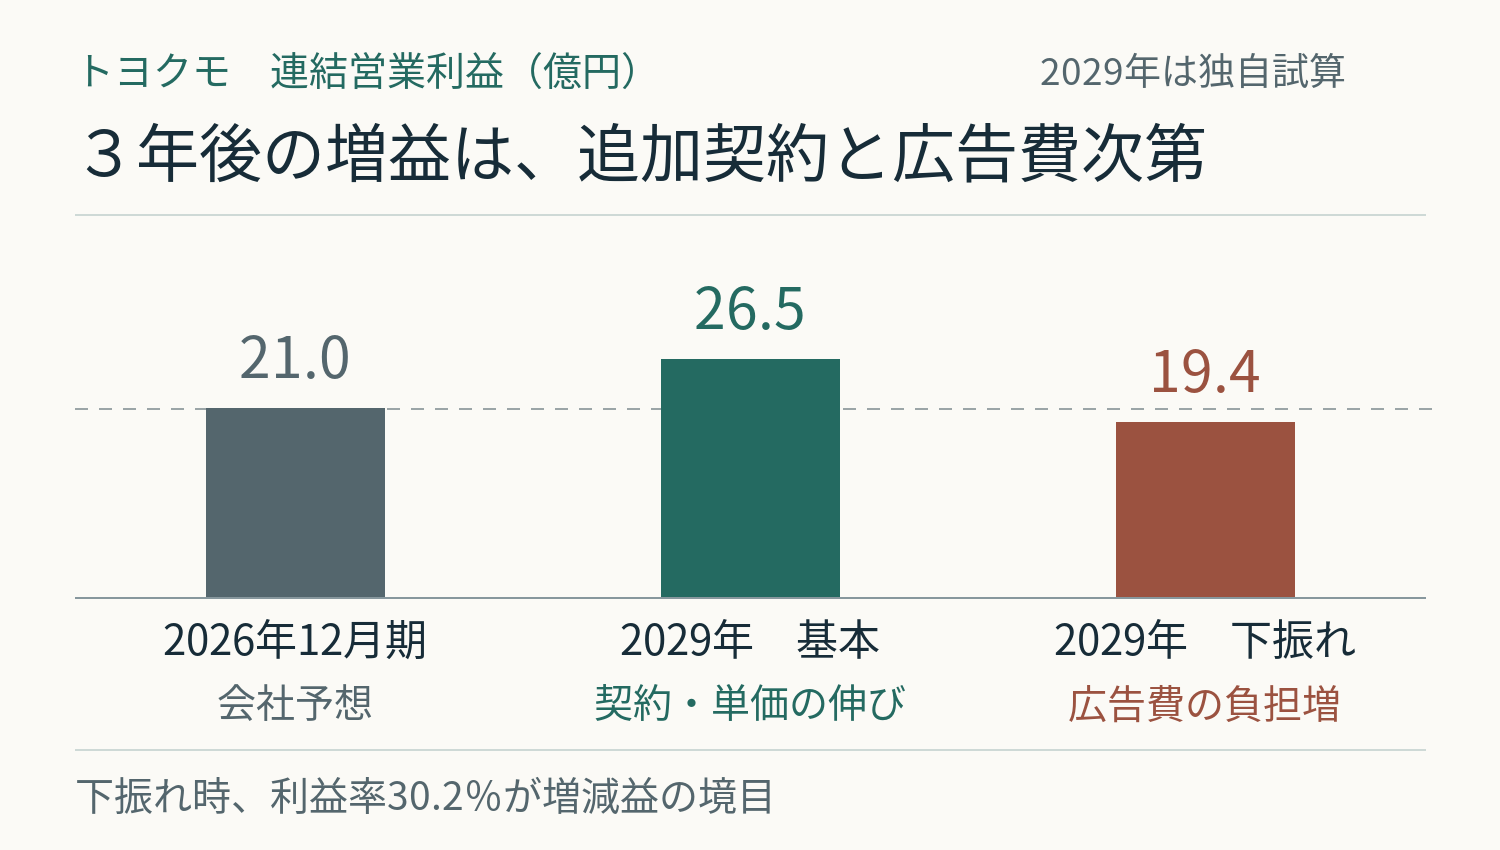 トヨクモ　連結営業利益（億円）
2029年は独自試算
３年後の増益は、追加契約と広告費次第
21.0
26.5
19.4
2026年12月期
2029年　基本
2029年　下振れ
会社予想
契約・単価の伸び
広告費の負担増
下振れ時、利益率30.2%が増減益の境目